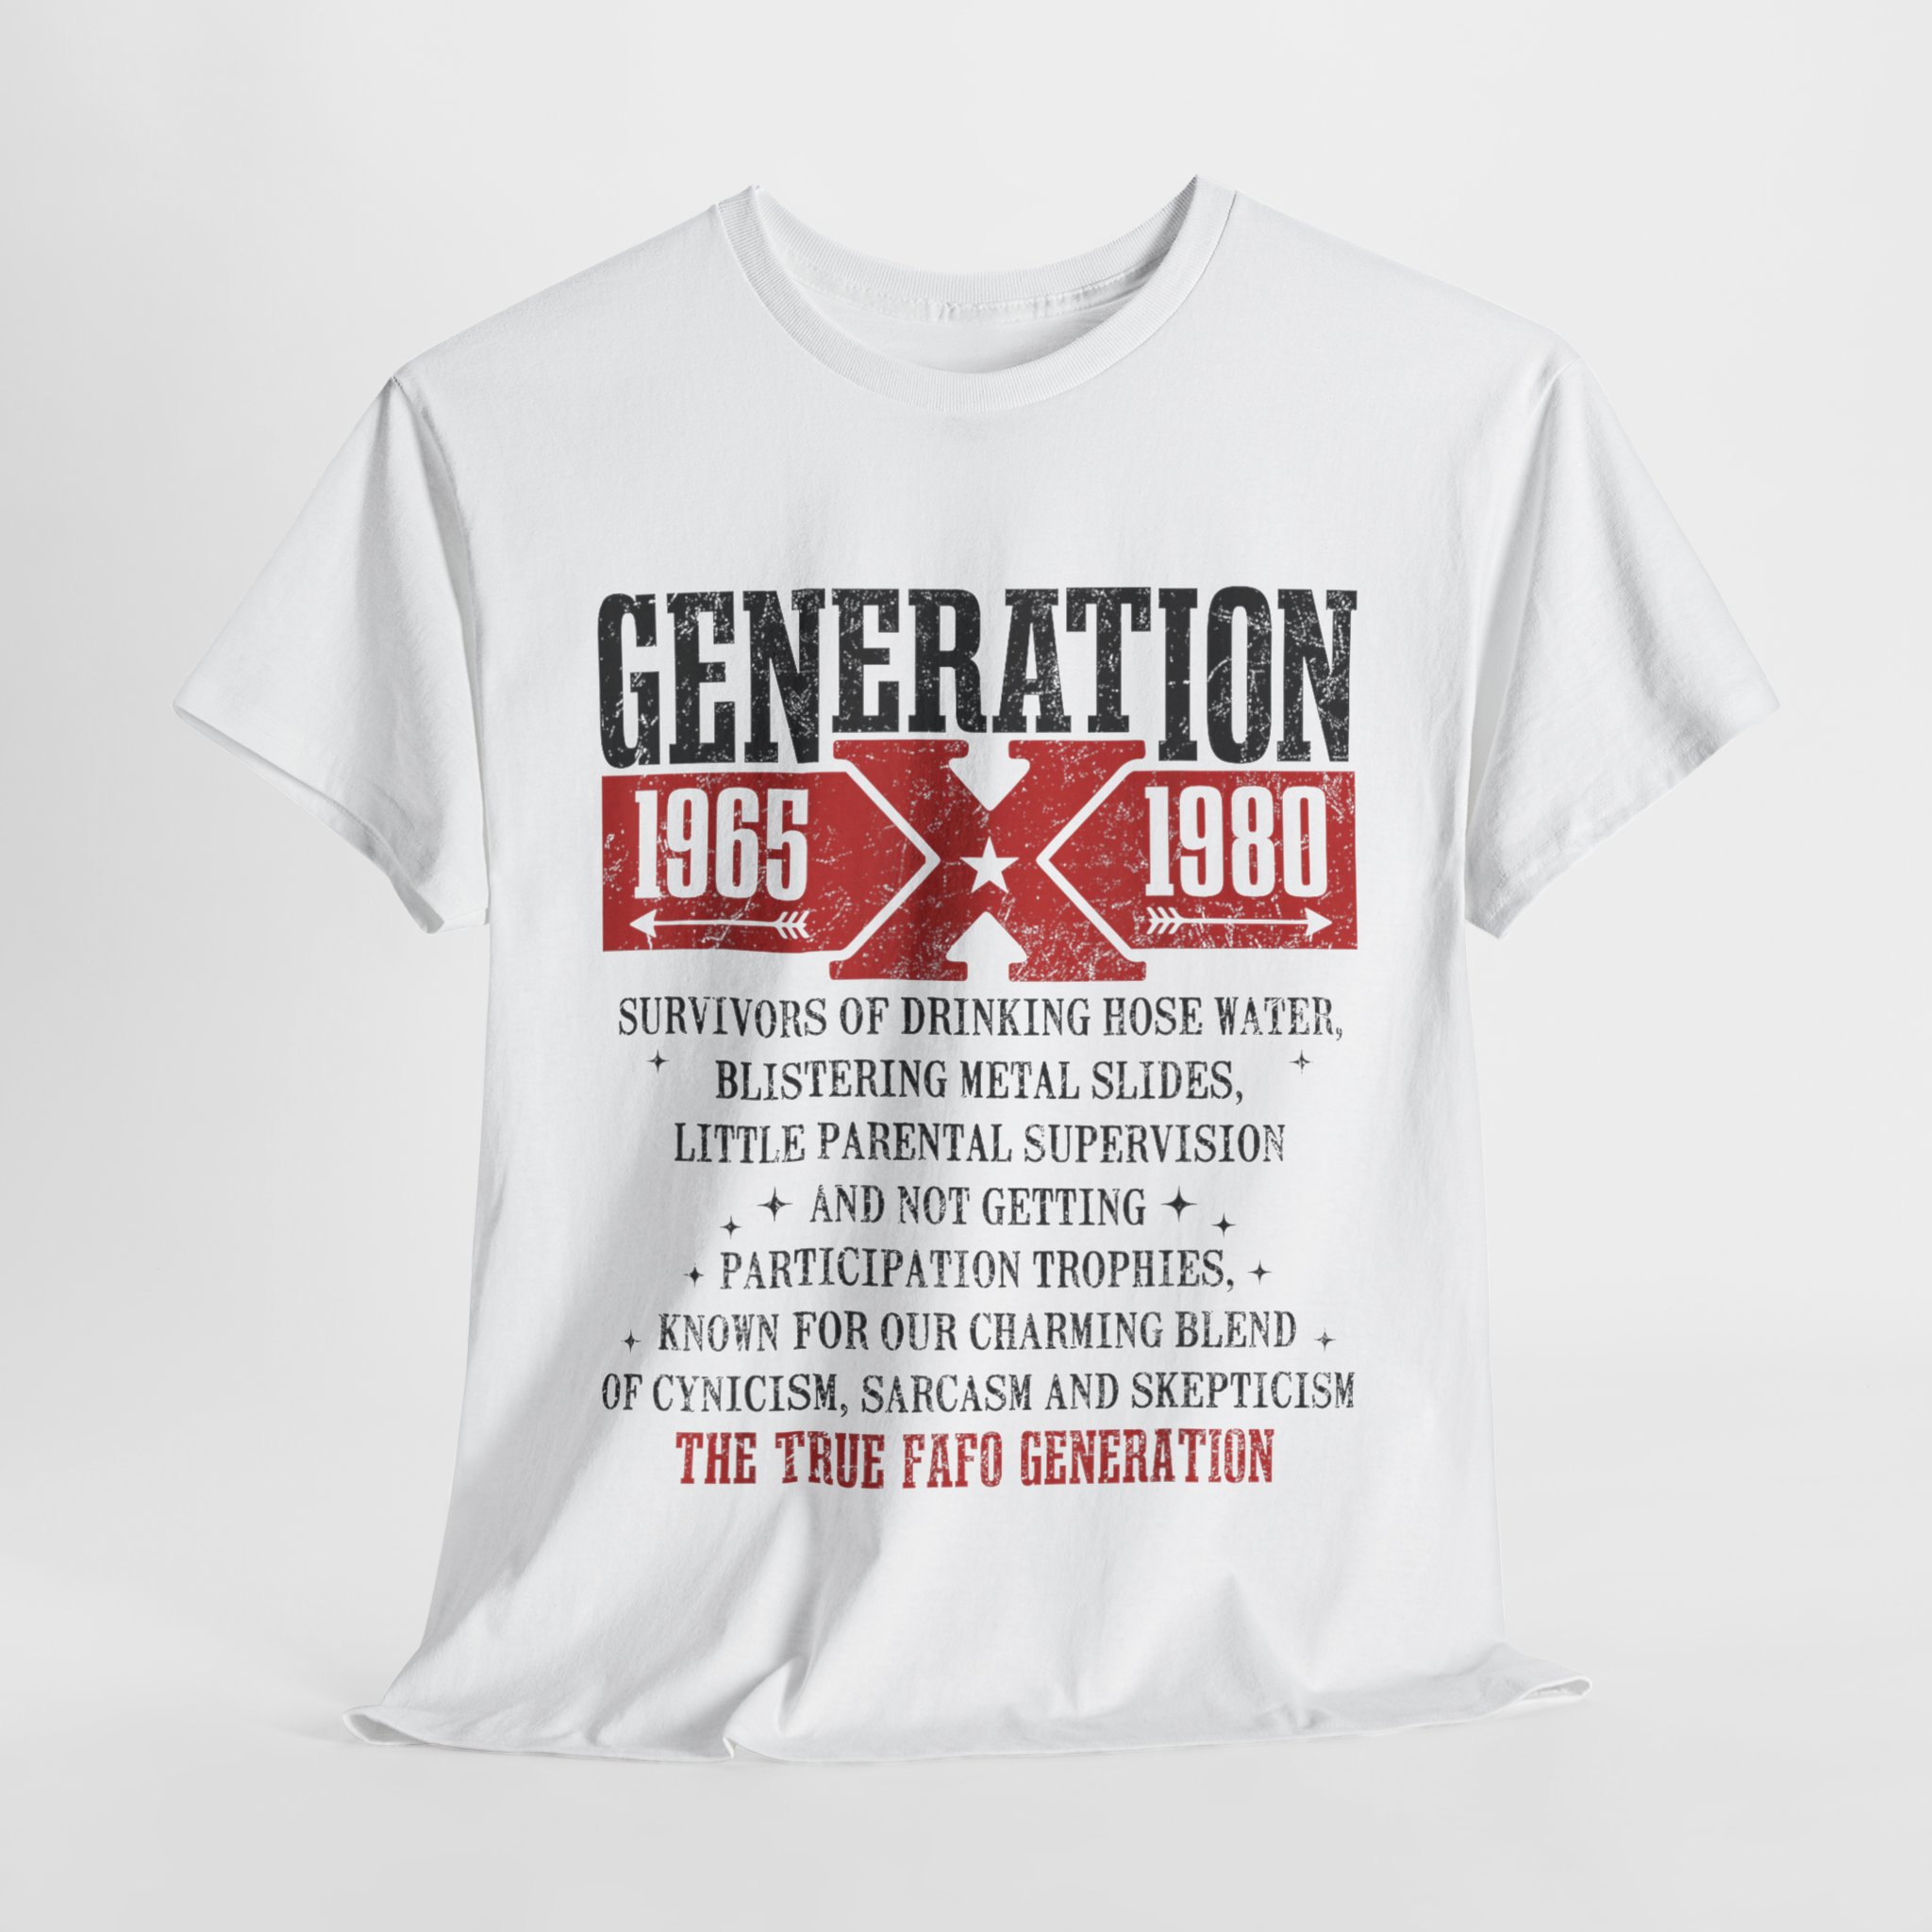 GENERATION
X
1965 1980
SURVIVORS OF DRINKING HOSE WATER,
BLISTERING METAL SLIDES,
LITTLE PARENTAL SUPERVISION
AND NOT GETTING
PARTICIPATION TROPHIES,
KNOWN FOR OUR CHARMING BLEND
OF CYNICISM, SARCASM AND SKEPTICISM
THE TRUE FAFO GENERATION